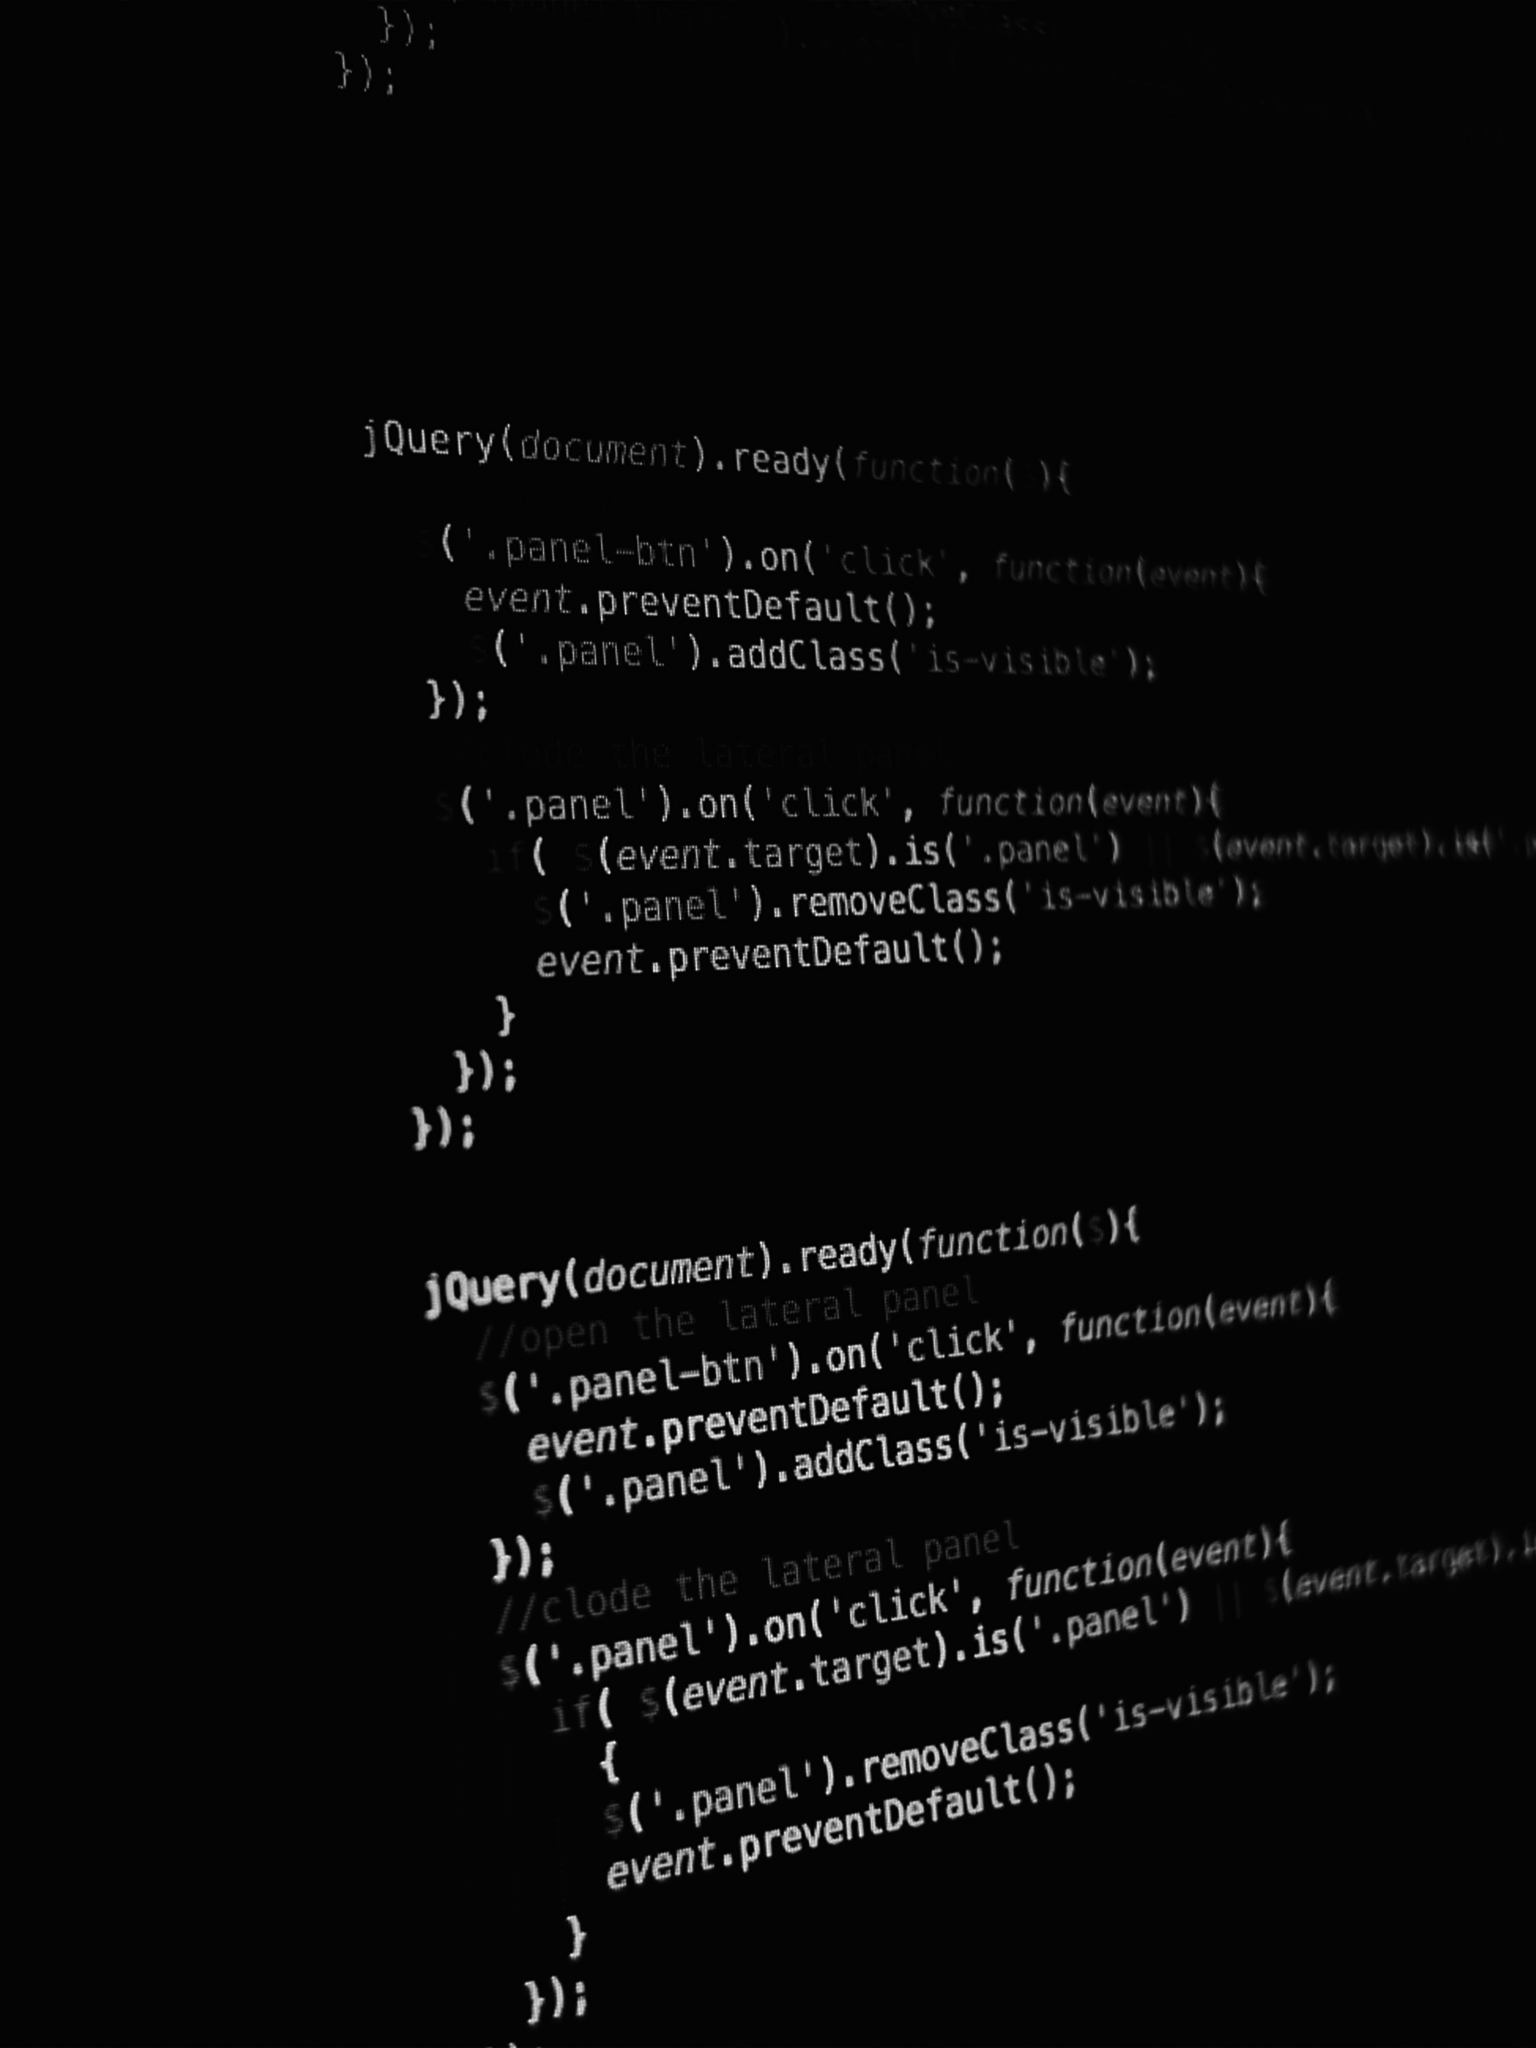 });
});
jQuery(document).ready(function( ){
$('.panel-btn').on('click', function(event){
event.preventDefault();
$('.panel').addClass('is-visible');
});
the lateral
$('.panel').on('click', function(event){
if( $(event.target).is('.panel') || $(event.target).is('
$('.panel').removeClass('is-visible');
event.preventDefault();
}
});
});
jQuery(document).ready(function($){
//open the lateral panel
$('.panel-btn').on('click', function(event){
event.preventDefault();
$('.panel').addClass('is-visible');
});
//clode the lateral panel
$('.panel').on('click', function(event){
if( $(event.target).is('.panel') || $(event.target).i
{
$('.panel').removeClass('is-visible');
event.preventDefault();
}
});